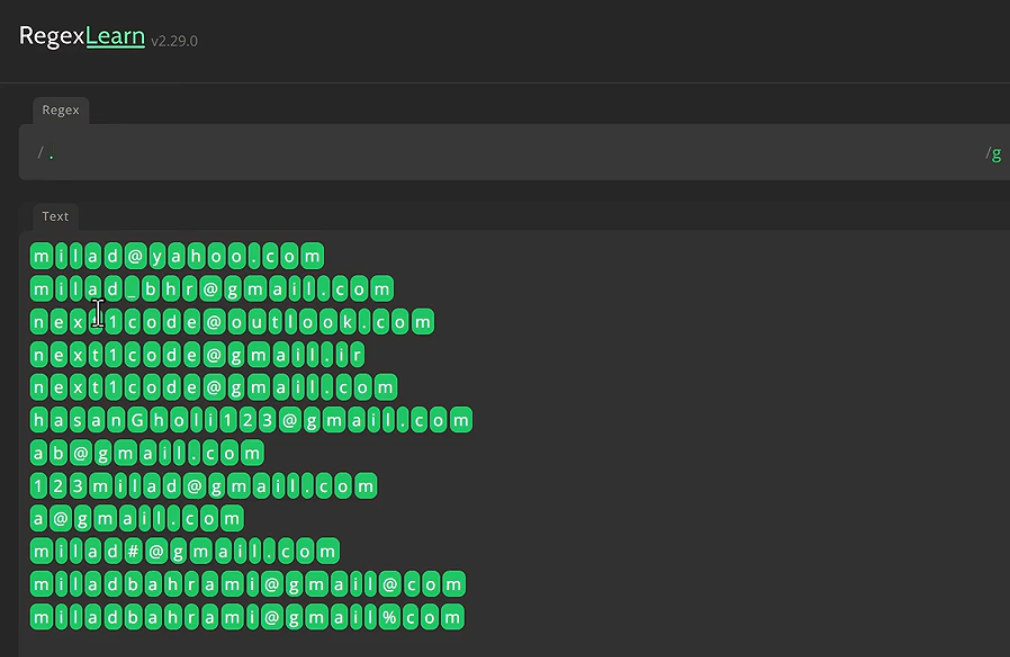 RegexLearn v2.29.0
Regex
/ . /g
Text
milad@yahoo.com
milad_bhr@gmail.com
next1code@outlook.com
next1code@gmail.ir
next1code@gmail.com
hasanGholi123@gmail.com
ab@gmail.com
123milad@gmail.com
a@gmail.com
milad#@gmail.com
miladbahrami@gmail@com
miladbahrami@gmail%com